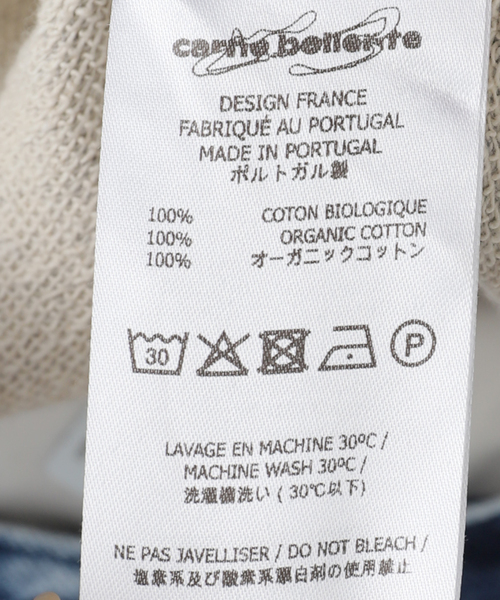 carne bollente
DESIGN FRANCE
FABRIQUÉ AU PORTUGAL
MADE IN PORTUGAL
ポルトガル製
100% COTON BIOLOGIQUE
100% ORGANIC COTTON
100% オーガニックコットン
30 P
LAVAGE EN MACHINE 30ºC /
MACHINE WASH 30ºC /
洗濯機洗い ( 30℃以下)
NE PAS JAVELLISER / DO NOT BLEACH /
塩素系及び酸素系漂白剤の使用禁止